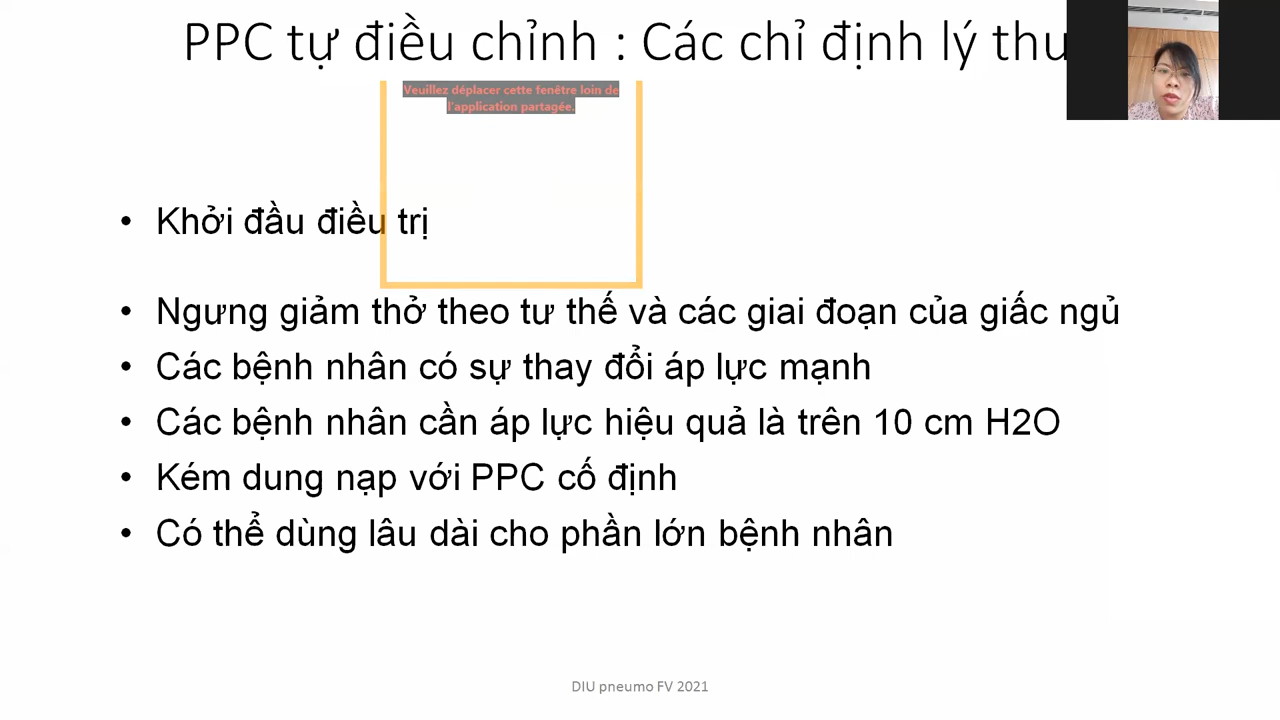 PPC tự điều chỉnh : Các chỉ định lý thu
Veuillez déplacer cette fenêtre loin de
l'application partagée.
• Khởi đầu điều trị
• Ngưng giảm thở theo tư thế và các giai đoạn của giấc ngủ
• Các bệnh nhân có sự thay đổi áp lực mạnh
• Các bệnh nhân cần áp lực hiệu quả là trên 10 cm H2O
• Kém dung nạp với PPC cố định
• Có thể dùng lâu dài cho phần lớn bệnh nhân
DIU pneumo FV 2021